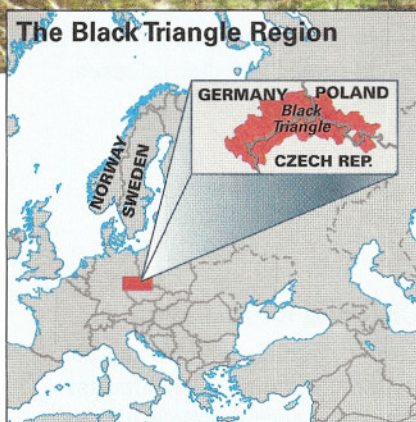 The Black Triangle Region
GERMANY POLAND
Black
Triangle
CZECH REP.
NORWAY
SWEDEN